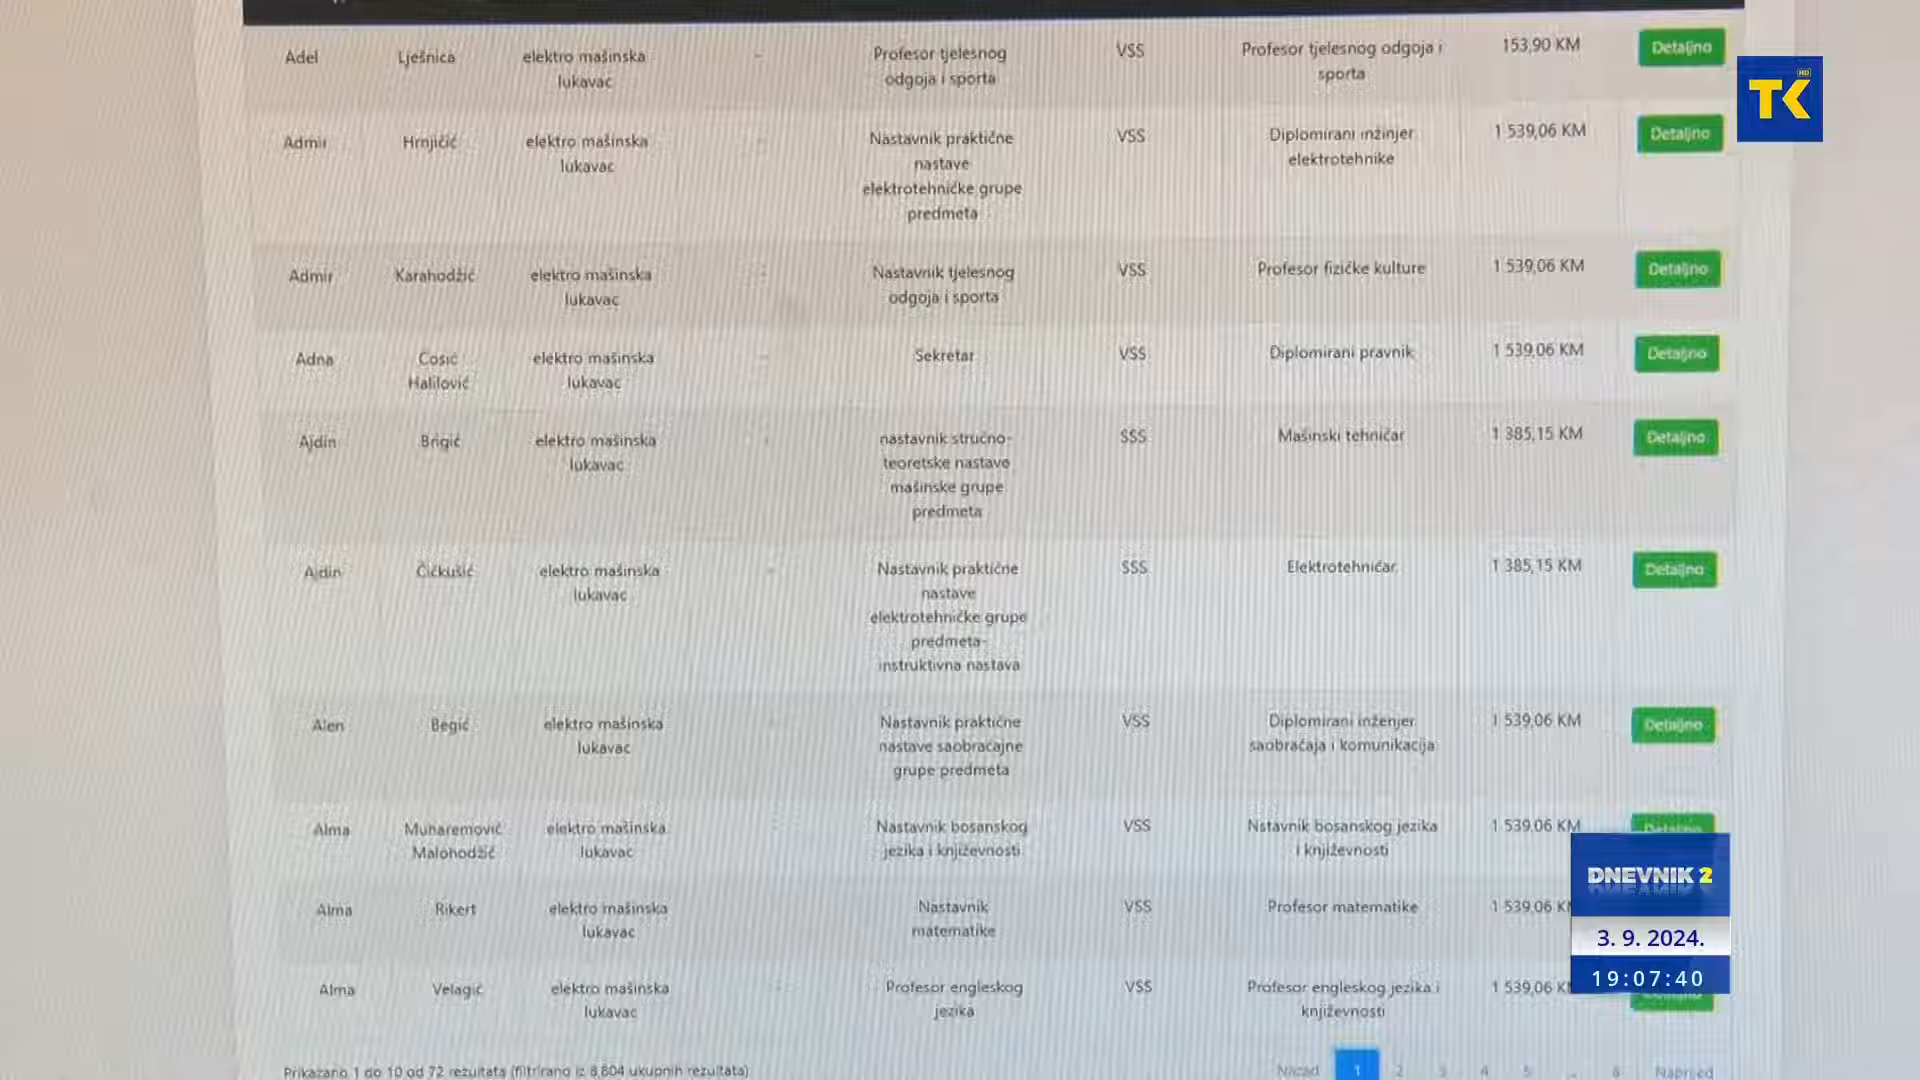 Adel Lješnica elektro mašinska - Profesor tjelesnog VSS Profesor tjelesnog odgoja i 153,90 KM Detaljno
lukavac odgoja i sporta sporta
TK HD
Admir Hrnjičić elektro mašinska - Nastavnik praktične VSS Diplomirani inžinjer 1 539,06 KM Detaljno
lukavac nastave elektrotehnike
elektrotehničke grupe
predmeta
Admir Karahodžić elektro mašinska - Nastavnik tjelesnog VSS Profesor fizičke kulture 1 539,06 KM Detaljno
lukavac odgoja i sporta
Adna Ćosić elektro mašinska - Sekretar VSS Diplomirani pravnik 1 539,06 KM Detaljno
Halilović lukavac
Ajdin Brigić elektro mašinska - nastavnik stručno- SSS Mašinski tehničar 1 385,15 KM Detaljno
lukavac teoretske nastave
mašinske grupe
predmeta
Ajdin Čičkušić elektro mašinska - Nastavnik praktične SSS Elektrotehničar 1 385,15 KM Detaljno
lukavac nastave
elektrotehničke grupe
predmeta-
instruktivna nastava
Alen Begić elektro mašinska Nastavnik praktične VSS Diplomirani inženjer 1 539,06 KM Detaljno
lukavac nastave saobraćajne saobraćaja i komunikacija
grupe predmeta
Alma Muharemović elektro mašinska Nastavnik bosanskog VSS Nstavnik bosanskog jezika 1 539,06 KM
Malohodžić lukavac jezika i književnosti i književnosti
Alma Rikert elektro mašinska Nastavnik VSS Profesor matematike 1 539,06
lukavac matematike
Alma Velagić elektro mašinska Profesor engleskog VSS Profesor engleskog jezika i 1 539,06
lukavac jezika književnosti
DNEVNIK 2
3. 9. 2024.
19:07:40
Prikazano 1 do 10 od 72 rezultata (filtrirano iz 8,804 ukupnih rezultata) Nazad 1 2 3 4 5 … 8 Naprijed